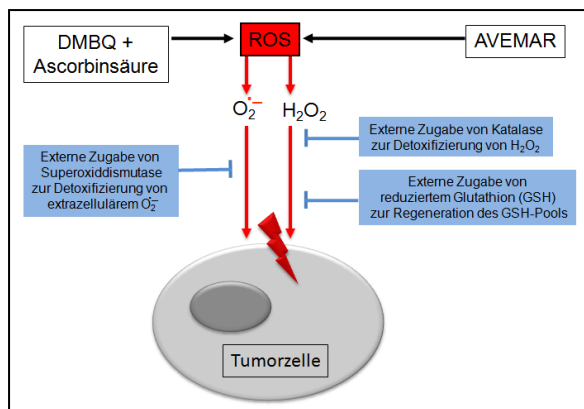 DMBQ +
Ascorbinsäure
ROS
AVEMAR
O₂•⁻
H₂O₂
Externe Zugabe von Katalase
zur Detoxifizierung von H₂O₂
Externe Zugabe von
Superoxiddismutase
zur Detoxifizierung von
extrazellulärem O₂•⁻
Externe Zugabe von
reduziertem Glutathion (GSH)
zur Regeneration des GSH-Pools
Tumorzelle